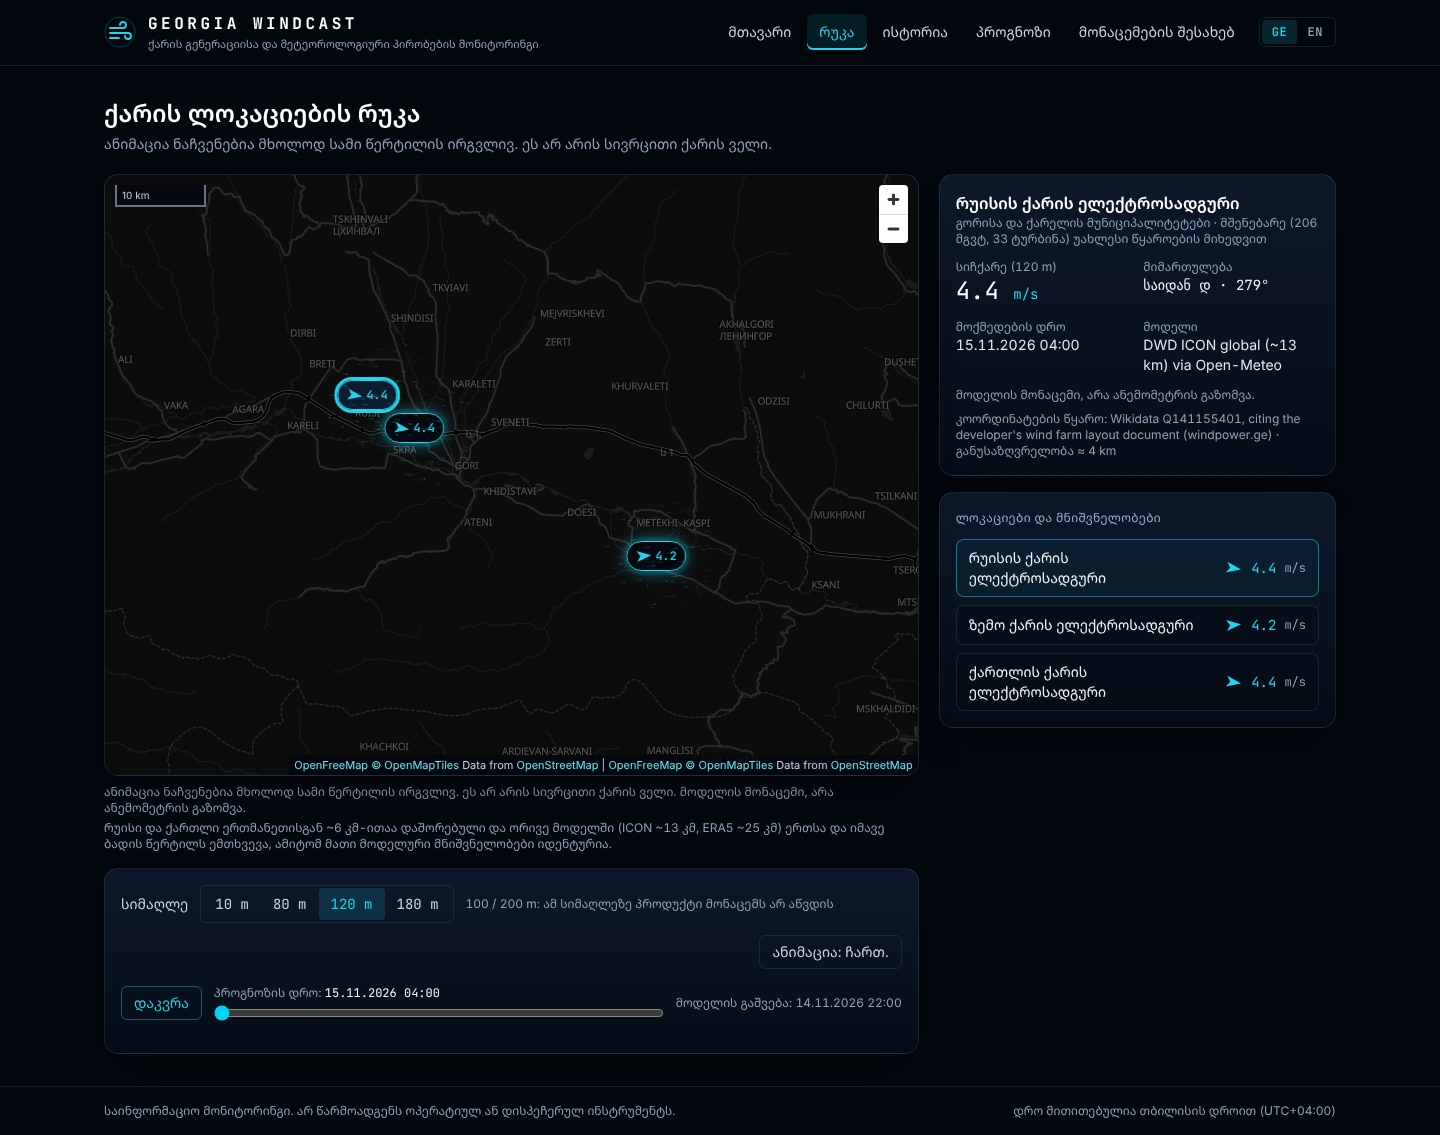 GEORGIA WINDCAST
ქარის გენერაციისა და მეტეოროლოგიური პირობების მონიტორინგი
მთავარი
რუკა
ისტორია
პროგნოზი
მონაცემების შესახებ
GE
EN
ქარის ლოკაციების რუკა
ანიმაცია ნაჩვენებია მხოლოდ სამი წერტილის ირგვლივ. ეს არ არის სივრცითი ქარის ველი.
10 km
TSKHINVALI
ЦХИНВАЛ
TKVIAVI
SHINDISI
MEJVRISKHEVI
DIRBI
ZERTI
AKHALGORI
ЛЕНИНГОР
ALI
BRETI
DUSHET
KARALETI
KHURVALETI
VAKA
AGARA
ODZISI
CHILURTI
4.4
KARELI
4.4
SVENETI
SKRA
GORI
KHIDISTAVI
TSILKANI
ATENI
DOESI
METEKHI
KASPI
MUKHRANI
4.2
KSANI
MTS
MSKHALDIDI
KHACHKOI
ARDJEVAN-SARVANI
MANGLISI
OpenFreeMap © OpenMapTiles Data from OpenStreetMap | OpenFreeMap © OpenMapTiles Data from OpenStreetMap
ანიმაცია ნაჩვენებია მხოლოდ სამი წერტილის ირგვლივ. ეს არ არის სივრცითი ქარის ველი. მოდელის მონაცემი, არა
ანემომეტრის გაზომვა.
რუისი და ქართლი ერთმანეთისგან ~6 კმ-ითაა დაშორებული და ორივე მოდელში (ICON ~13 კმ, ERA5 ~25 კმ) ერთსა და იმავე
ბადის წერტილს ემთხვევა, ამიტომ მათი მოდელური მნიშვნელობები იდენტურია.
სიმაღლე
10 m
80 m
120 m
180 m
100 / 200 m: ამ სიმაღლეზე პროდუქტი მონაცემს არ აწვდის
ანიმაცია: ჩართ.
დაკვრა
პროგნოზის დრო: 15.11.2026 04:00
მოდელის გაშვება: 14.11.2026 22:00
რუისის ქარის ელექტროსადგური
გორისა და ქარელის მუნიციპალიტეტები · მშენებარე (206
მგვტ, 33 ტურბინა) უახლესი წყაროების მიხედვით
სიჩქარე (120 m)
4.4 m/s
მიმართულება
საიდან დ · 279°
მოქმედების დრო
15.11.2026 04:00
მოდელი
DWD ICON global (~13
km) via Open-Meteo
მოდელის მონაცემი, არა ანემომეტრის გაზომვა.
კოორდინატების წყარო: Wikidata Q141155401, citing the
developer's wind farm layout document (windpower.ge) ·
განუსაზღვრელობა ≈ 4 km
ლოკაციები და მნიშვნელობები
რუისის ქარის
ელექტროსადგური
4.4 m/s
ზემო ქარის ელექტროსადგური
4.2 m/s
ქართლის ქარის
ელექტროსადგური
4.4 m/s
საინფორმაციო მონიტორინგი. არ წარმოადგენს ოპერატიულ ან დისპეჩერულ ინსტრუმენტს.
დრო მითითებულია თბილისის დროით (UTC+04:00)